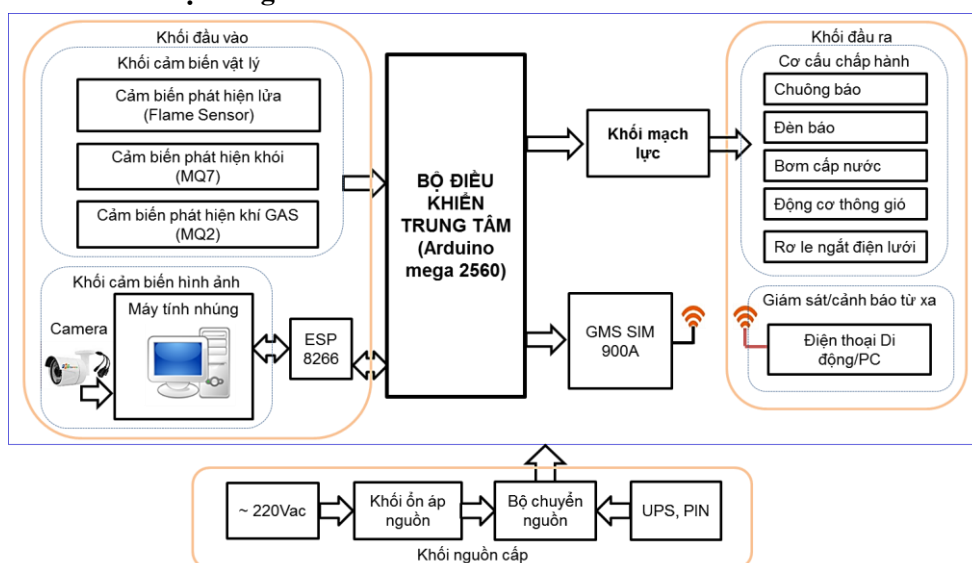 Khối đầu vào
Khối cảm biến vật lý
Cảm biến phát hiện lửa
(Flame Sensor)
Cảm biến phát hiện khói
(MQ7)
Cảm biến phát hiện khí GAS
(MQ2)
Khối cảm biến hình ảnh
Máy tính nhúng
Camera
ESP
8266
BỘ ĐIỀU
KHIỂN
TRUNG TÂM
(Arduino
mega 2560)
Khối mạch
lực
GMS SIM
900A
Khối đầu ra
Cơ cấu chấp hành
Chuông báo
Đèn báo
Bơm cấp nước
Động cơ thông gió
Rơ le ngắt điện lưới
Giám sát/cảnh báo từ xa
Điện thoại Di
động/PC
~ 220Vac
Khối ổn áp
nguồn
Bộ chuyển
nguồn
UPS, PIN
Khối nguồn cấp